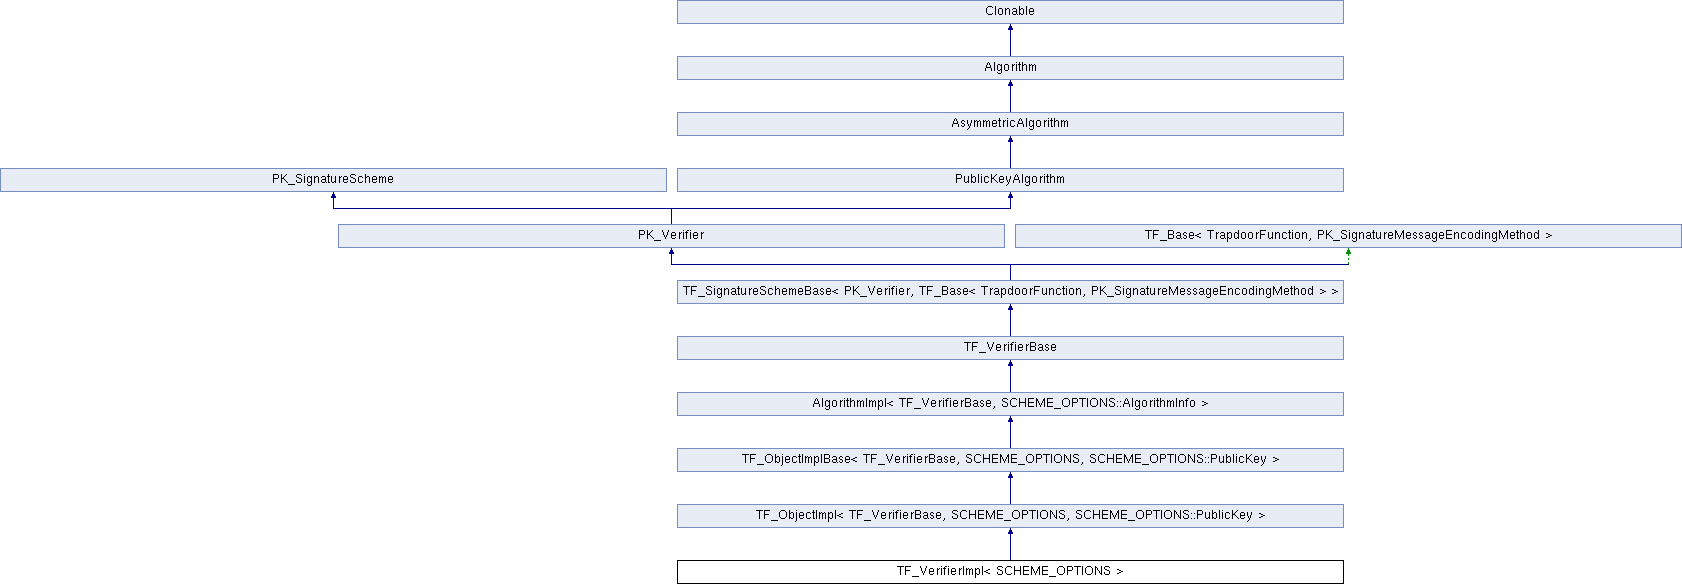 Clonable
Algorithm
AsymmetricAlgorithm
PK_SignatureScheme
PublicKeyAlgorithm
PK_Verifier
TF_Base< TrapdoorFunction, PK_SignatureMessageEncodingMethod >
TF_SignatureSchemeBase< PK_Verifier, TF_Base< TrapdoorFunction, PK_SignatureMessageEncodingMethod > >
TF_VerifierBase
AlgorithmImpl< TF_VerifierBase, SCHEME_OPTIONS::AlgorithmInfo >
TF_ObjectImplBase< TF_VerifierBase, SCHEME_OPTIONS, SCHEME_OPTIONS::PublicKey >
TF_ObjectImpl< TF_VerifierBase, SCHEME_OPTIONS, SCHEME_OPTIONS::PublicKey >
TF_VerifierImpl< SCHEME_OPTIONS >